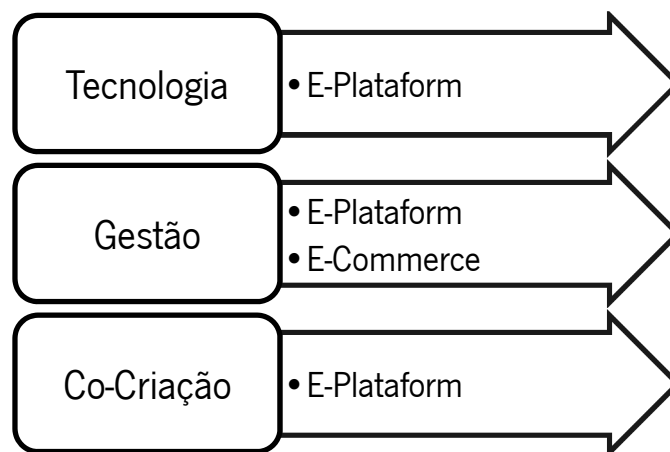 Tecnologia
• E-Plataform
Gestão
• E-Plataform
• E-Commerce
Co-Criação
• E-Plataform